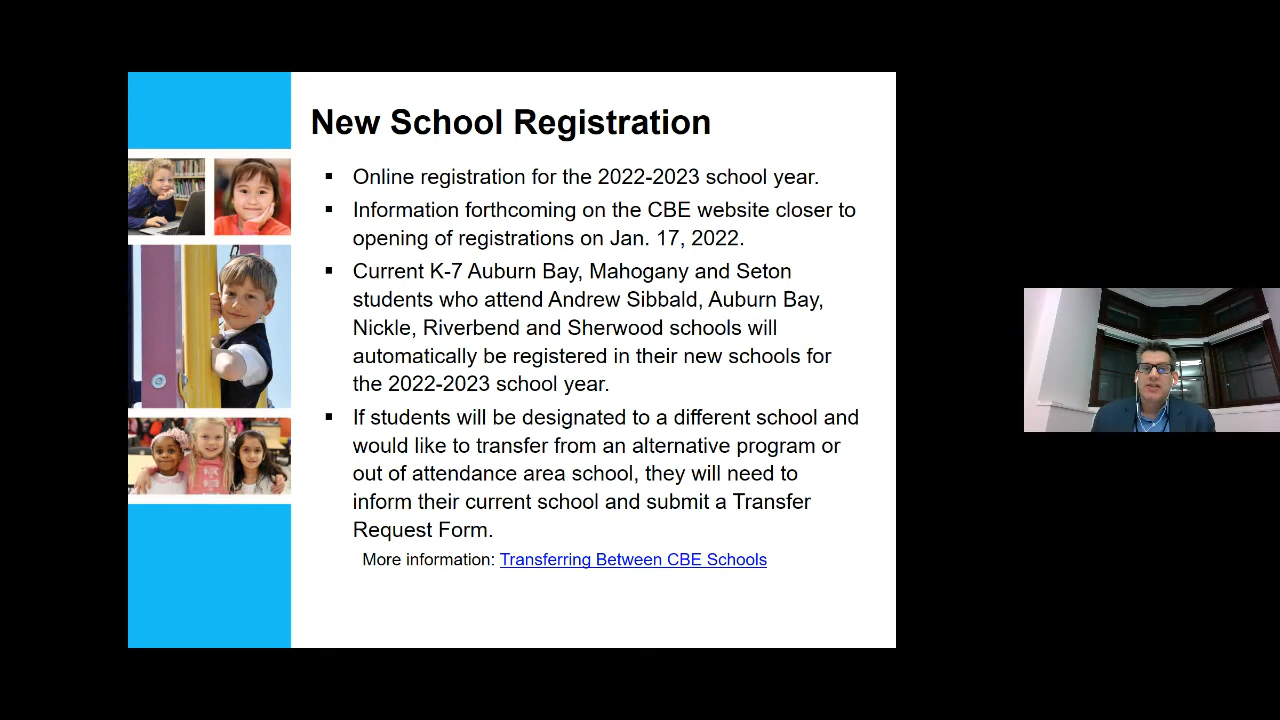 New School Registration
Online registration for the 2022-2023 school year.
Information forthcoming on the CBE website closer to
opening of registrations on Jan. 17, 2022.
Current K-7 Auburn Bay, Mahogany and Seton
students who attend Andrew Sibbald, Auburn Bay,
Nickle, Riverbend and Sherwood schools will
automatically be registered in their new schools for
the 2022-2023 school year.
If students will be designated to a different school and
would like to transfer from an alternative program or
out of attendance area school, they will need to
inform their current school and submit a Transfer
Request Form.
More information: Transferring Between CBE Schools